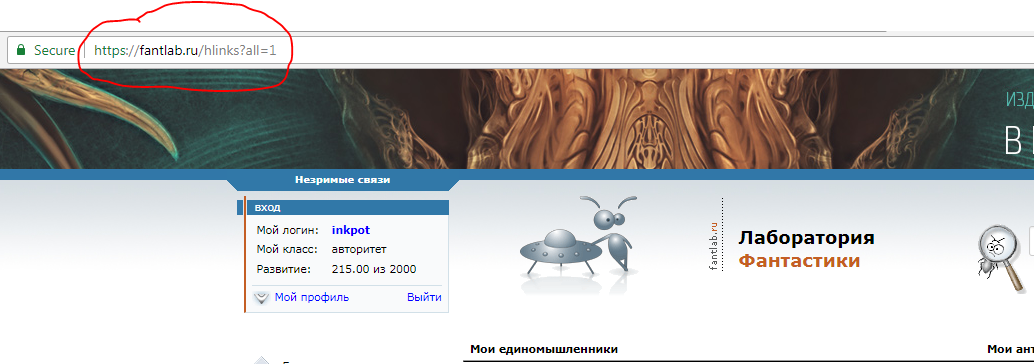 Secure https://fantlab.ru/hlinks?all=1
ИЗД
В
Незримые связи
вход
Мой логин: inkpot
Мой класс: авторитет
Развитие: 215.00 из 2000
Мой профиль Выйти
fantlab.ru
Лаборатория
Фантастики
Мои единомышленники
Мои ант